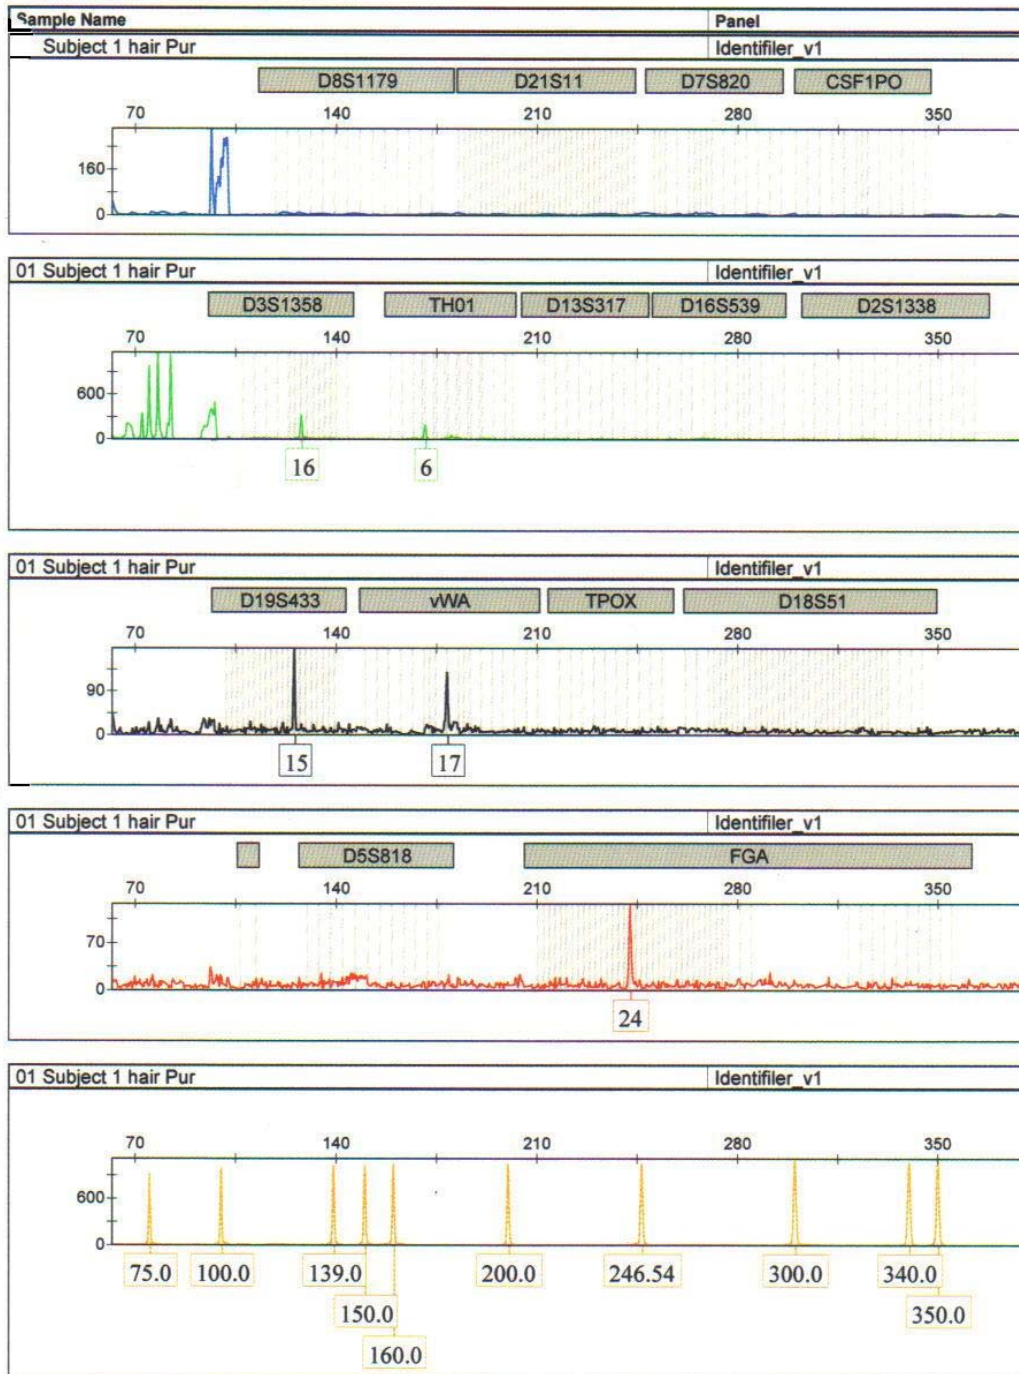 Sample Name Panel
Subject 1 hair Pur Identifiler_v1
D8S1179 D21S11 D7S820 CSF1PO
70 140 210 280 350
160
0
01 Subject 1 hair Pur Identifiler_v1
D3S1358 TH01 D13S317 D16S539 D2S1338
70 140 210 280 350
600
0
16 6
01 Subject 1 hair Pur Identifiler_v1
D19S433 vWA TPOX D18S51
70 140 210 280 350
90
0
15 17
01 Subject 1 hair Pur Identifiler_v1
D5S818 FGA
70 140 210 280 350
70
0
24
01 Subject 1 hair Pur Identifiler_v1
70 140 210 280 350
600
0
75.0 100.0 139.0 200.0 246.54 300.0 340.0
150.0 350.0
160.0